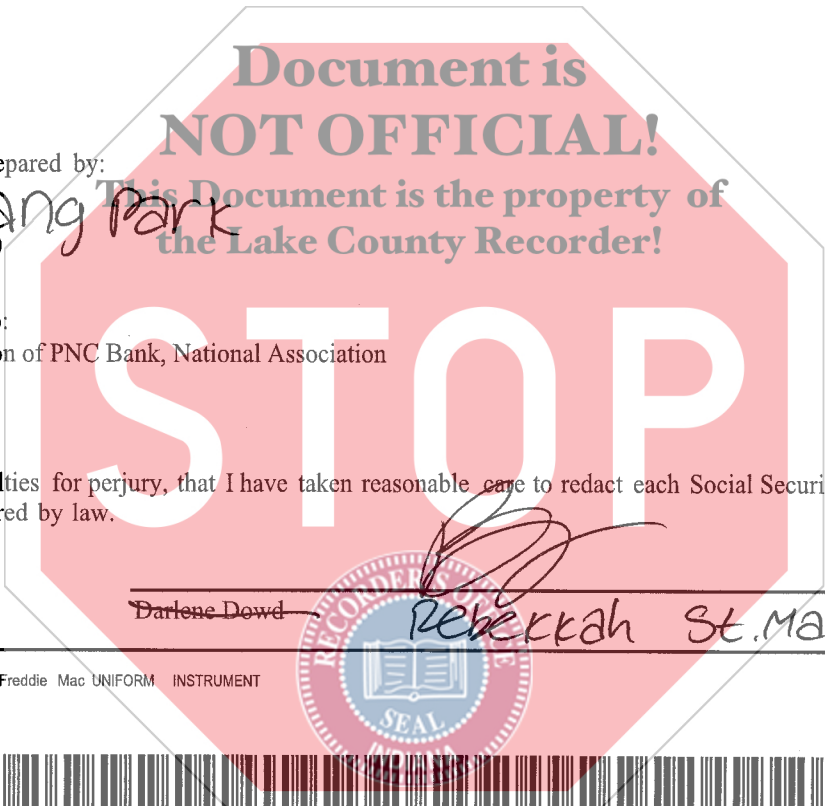 Document is
NOT OFFICIAL!
epared by:
This Document is the property of
ang Park
the Lake County Recorder!
STOP
:
n of PNC Bank, National Association
lties for perjury, that I have taken reasonable care to redact each Social Securi
red by law.
Darlene Dowd
Rebekkah St.Ma
Freddie Mac UNIFORM INSTRUMENT
RECORDER'S OFFICE
SEAL
INDIANA